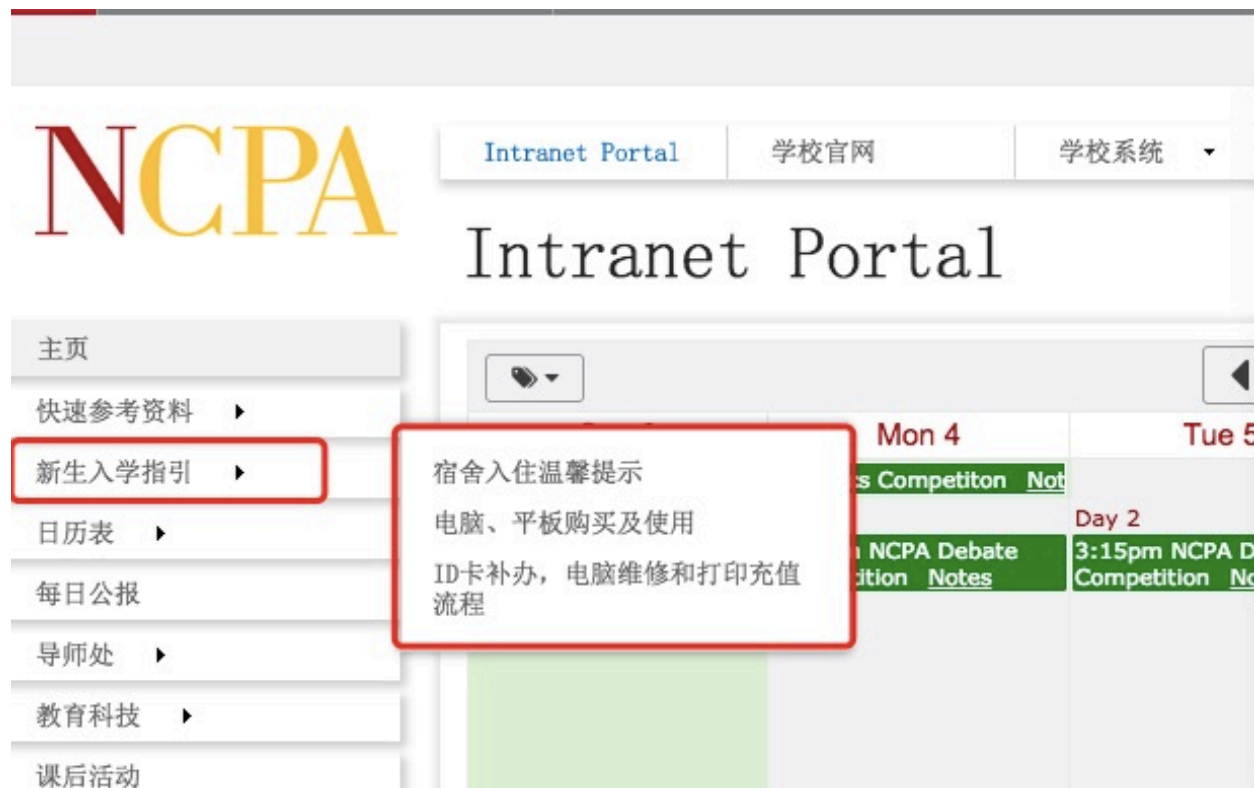 NCPA
Intranet Portal
学校官网
学校系统
Intranet Portal
主页
快速参考资料
新生入学指引
日历表
每日公报
导师处
教育科技
课后活动
宿舍入住温馨提示
电脑、平板购买及使用
ID卡补办，电脑维修和打印充值
流程
Mon 4
Tue 5
Competiton Not
Day 2
NCPA Debate
Notes
3:15pm NCPA D
Competition